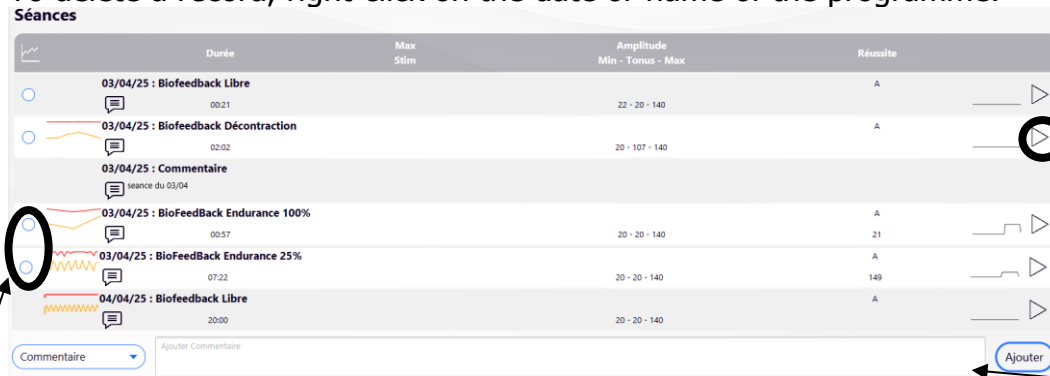 To delete a record, right click on the date or name of the programme.
Séances
Durée Max Stim Amplitude Min - Tonus - Max Réussite
03/04/25 : Biofeedback Libre A
00:21 22 - 20 - 140
03/04/25 : Biofeedback Décontraction A
02:02 20 - 107 - 140
03/04/25 : Commentaire
seance du 03/04
03/04/25 : BioFeedBack Endurance 100% A
00:57 20 - 20 - 140 21
03/04/25 : BioFeedBack Endurance 25% A
07:22 20 - 20 - 140 149
04/04/25 : Biofeedback Libre A
20:00 20 - 20 - 140
Ajouter Commentaire
Commentaire Ajouter